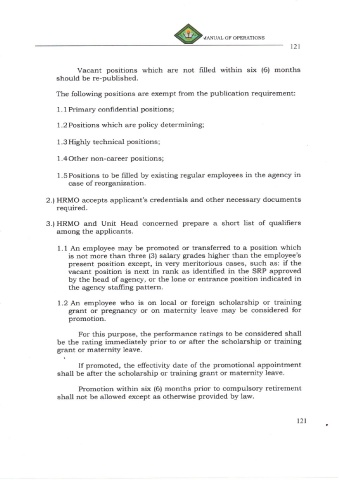 MANUAL OF OPERATIONS
121
Vacant positions which are not filled within six (6) months
should be re-published.
The following positions are exempt from the publication requirement:
1.1 Primary confidential positions;
1.2 Positions which are policy determining;
1.3 Highly technical positions;
1.4 Other non-career positions;
1.5 Positions to be filled by existing regular employees in the agency in
case of reorganization.
2.) HRMO accepts applicant's credentials and other necessary documents
required.
3.) HRMO and Unit Head concerned prepare a short list of qualifiers
among the applicants.
1.1 An employee may be promoted or transferred to a position which
is not more than three (3) salary grades higher than the employee's
present position except, in very meritorious cases, such as: if the
vacant position is next in rank as identified in the SRP approved
by the head of agency, or the lone or entrance position indicated in
the agency staffing pattern.
1.2 An employee who is on local or foreign scholarship or training
grant or pregnancy or on maternity leave may be considered for
promotion.
For this purpose, the performance ratings to be considered shall
be the rating immediately prior to or after the scholarship or training
grant or maternity leave.
If promoted, the effectivity date of the promotional appointment
shall be after the scholarship or training grant or maternity leave.
Promotion within six (6) months prior to compulsory retirement
shall not be allowed except as otherwise provided by law.
121